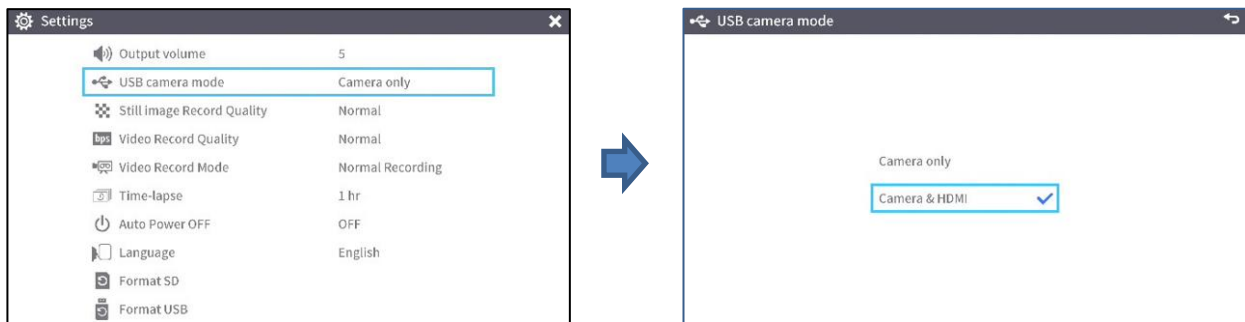 Settings
Output volume 5
USB camera mode Camera only
Still image Record Quality Normal
bps Video Record Quality Normal
Video Record Mode Normal Recording
Time-lapse 1 hr
Auto Power OFF OFF
Language English
Format SD
Format USB
USB camera mode
Camera only
Camera & HDMI